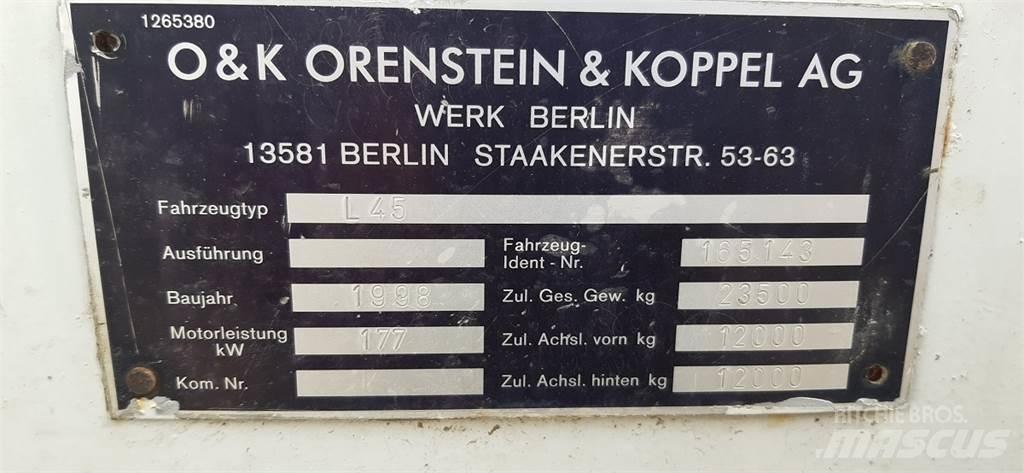 1265380
O & K ORENSTEIN & KOPPEL AG
WERK BERLIN
13581 BERLIN STAAKENERSTR. 53-63
Fahrzeugtyp L 45
Ausführung
Fahrzeug-
Ident - Nr. 165143
Baujahr 1998 Zul. Ges. Gew. kg 23500
Motorleistung
kW 177 Zul. Achsl. vorn kg 12000
Kom. Nr. Zul. Achsl. hinten kg 12000
RITCHIE BROS.
MASCUS